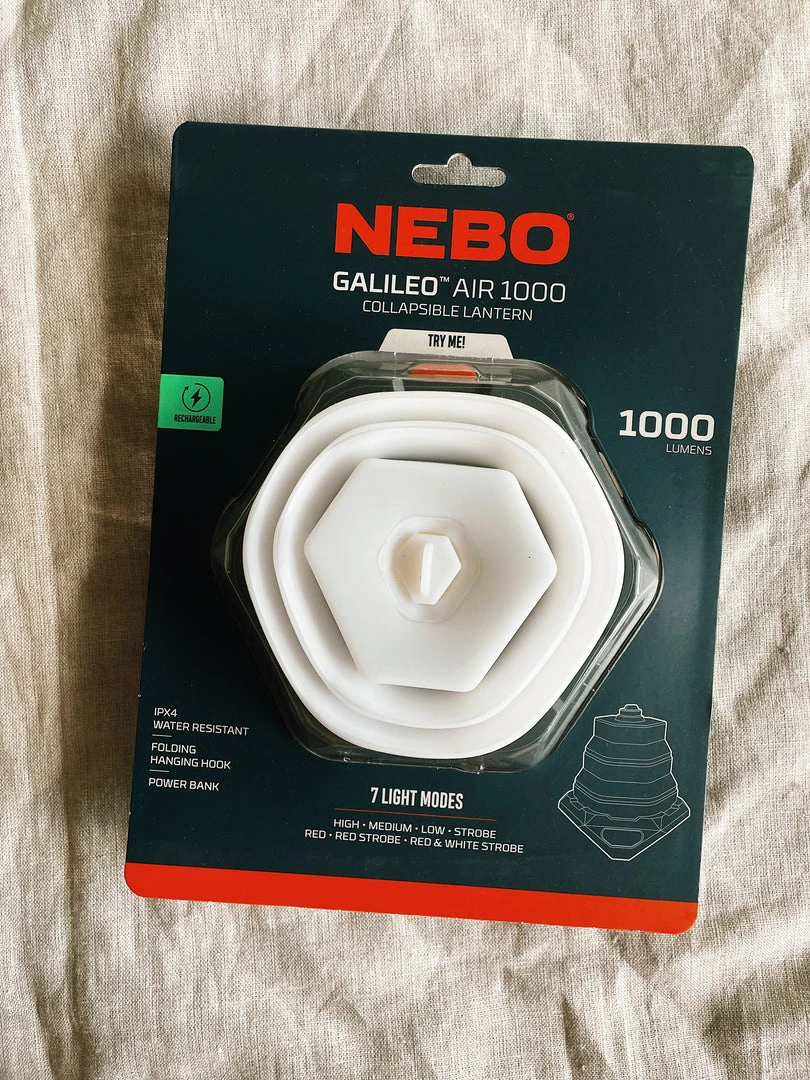 NEBO®
GALILEO™ AIR 1000
COLLAPSIBLE LANTERN
TRY ME!
RECHARGEABLE
1000
LUMENS
IPX4
WATER RESISTANT
FOLDING
HANGING HOOK
POWER BANK
7 LIGHT MODES
HIGH • MEDIUM • LOW • STROBE
RED • RED STROBE • RED & WHITE STROBE